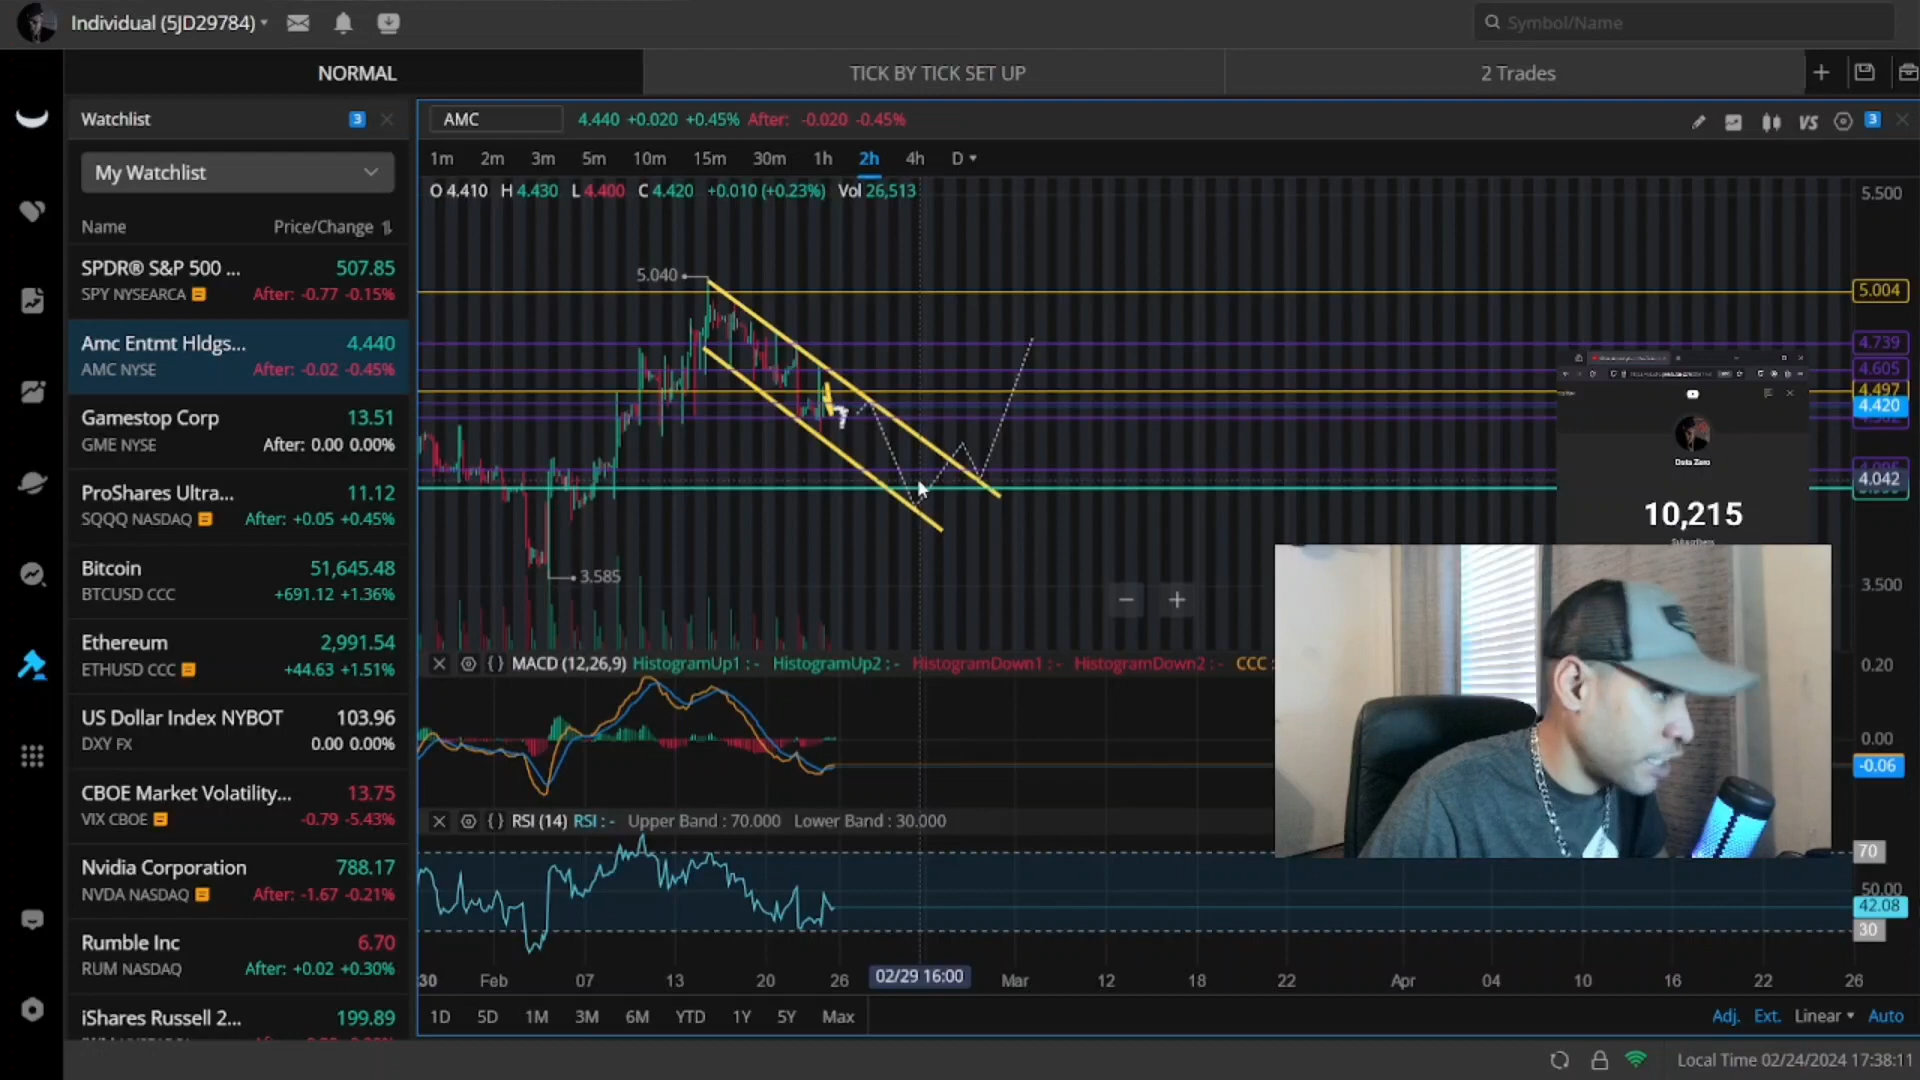 Individual (5JD29784)
Symbol/Name
NORMAL
TICK BY TICK SET UP
2 Trades
Watchlist
3
AMC
4.440 +0.020 +0.45% After: -0.020 -0.45%
VS
3
My Watchlist
1m 2m 3m 5m 10m 15m 30m 1h 2h 4h D
O 4.410 H 4.430 L 4.400 C 4.420 +0.010 (+0.23%) Vol 26,513
Name Price/Change
SPDR® S&P 500 ... 507.85
SPY NYSEARCA After: -0.77 -0.15%
Amc Entmt Hldgs... 4.440
AMC NYSE After: -0.02 -0.45%
Gamestop Corp 13.51
GME NYSE After: 0.00 0.00%
ProShares Ultra... 11.12
SQQQ NASDAQ After: +0.05 +0.45%
Bitcoin 51,645.48
BTCUSD CCC +691.12 +1.36%
Ethereum 2,991.54
ETHUSD CCC +44.63 +1.51%
US Dollar Index NYBOT 103.96
DXY FX 0.00 0.00%
CBOE Market Volatility... 13.75
VIX CBOE -0.79 -5.43%
Nvidia Corporation 788.17
NVDA NASDAQ After: -1.67 -0.21%
Rumble Inc 6.70
RUM NASDAQ After: +0.02 +0.30%
iShares Russell 2... 199.89
5.040
3.585
5.500
5.004
4.739
4.605
4.497
4.420
4.042
3.500
Data Zero
10,215
Subscribers
MACD (12,26,9) HistogramUp1 : - HistogramUp2 : - HistogramDown1 : - HistogramDown2 : - CCC :
0.20
0.00
-0.06
RSI (14) RSI : - Upper Band : 70.000 Lower Band : 30.000
70
50.00
42.08
30
30 Feb 07 13 20 26 02/29 16:00 Mar 12 18 22 Apr 04 10 16 22 26
1D 5D 1M 3M 6M YTD 1Y 5Y Max
Adj. Ext. Linear Auto
Local Time 02/24/2024 17:38:11